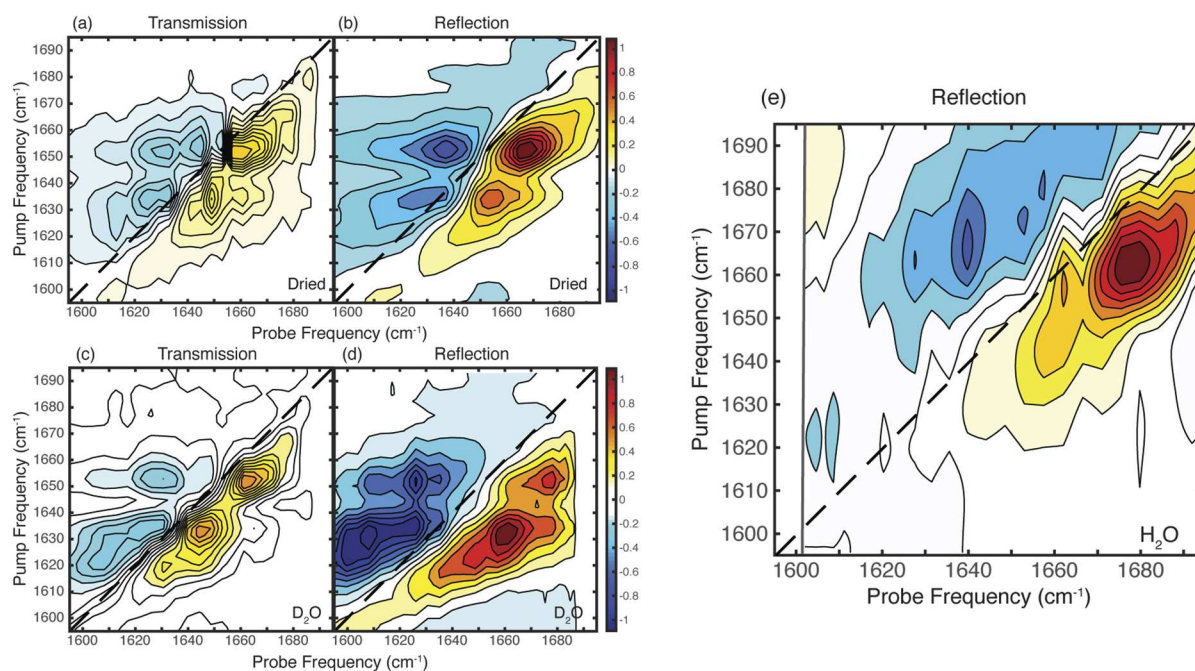 (a) Transmission
(b) Reflection
Pump Frequency (cm⁻¹)
1690
1680
1670
1660
1650
1640
1630
1620
1610
1600
Dried
Dried
1
0.8
0.6
0.4
0.2
0
-0.2
-0.4
-0.6
-0.8
-1
1600 1620 1640 1660 1680
1600 1620 1640 1660 1680
Probe Frequency (cm⁻¹)
(c) Transmission
(d) Reflection
Pump Frequency (cm⁻¹)
1690
1680
1670
1660
1650
1640
1630
1620
1610
1600
D₂O
D₂O
1
0.8
0.6
0.4
0.2
0
-0.2
-0.4
-0.6
-0.8
-1
1600 1620 1640 1660 1680
1600 1620 1640 1660 1680
Probe Frequency (cm⁻¹)
(e) Reflection
Pump Frequency (cm⁻¹)
1690
1680
1670
1660
1650
1640
1630
1620
1610
1600
H₂O
1600 1620 1640 1660 1680
Probe Frequency (cm⁻¹)